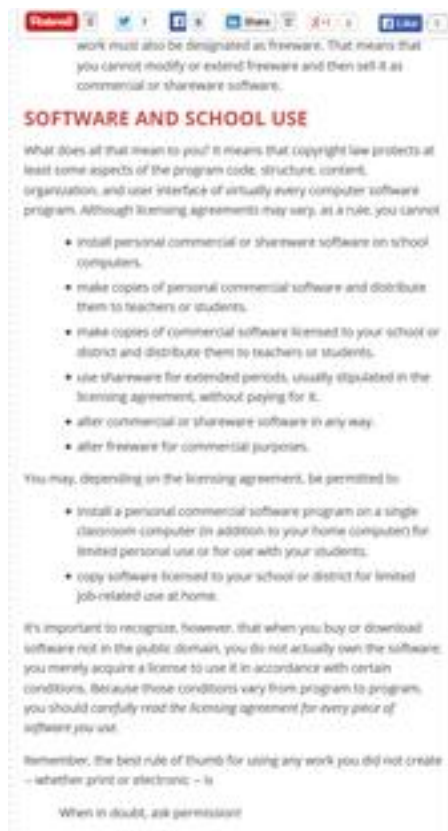 Share
Like
work must also be designated as freeware. That means that
you cannot modify or extend freeware and then sell it as
commercial or shareware software.
SOFTWARE AND SCHOOL USE
What does all that mean to you? It means that copyright law protects at
least some aspects of the program code, structure, content,
organization, and user interface of virtually every computer software
program. Although licensing agreements may vary, as a rule, you cannot
• install personal commercial or shareware software on school
computers.
• make copies of personal commercial software and distribute
them to teachers or students.
• make copies of commercial software licensed to your school or
district and distribute them to teachers or students.
• use shareware for extended periods, usually stipulated in the
licensing agreement, without paying for it.
• alter commercial or shareware software in any way.
• alter freeware for commercial purposes.
You may, depending on the licensing agreement, be permitted to
• install a personal commercial software program on a single
classroom computer (in addition to your home computer) for
limited personal use or for use with your students.
• copy software licensed to your school or district for limited
job-related use at home.
It's important to recognize, however, that when you buy or download
software not in the public domain, you do not actually own the software;
you merely acquire a license to use it in accordance with certain
conditions. Because those conditions vary from program to program,
you should carefully read the licensing agreement for every piece of
software you use.
Remember, the best rule of thumb for using any work you did not create
-- whether print or electronic -- is
When in doubt, ask permission!